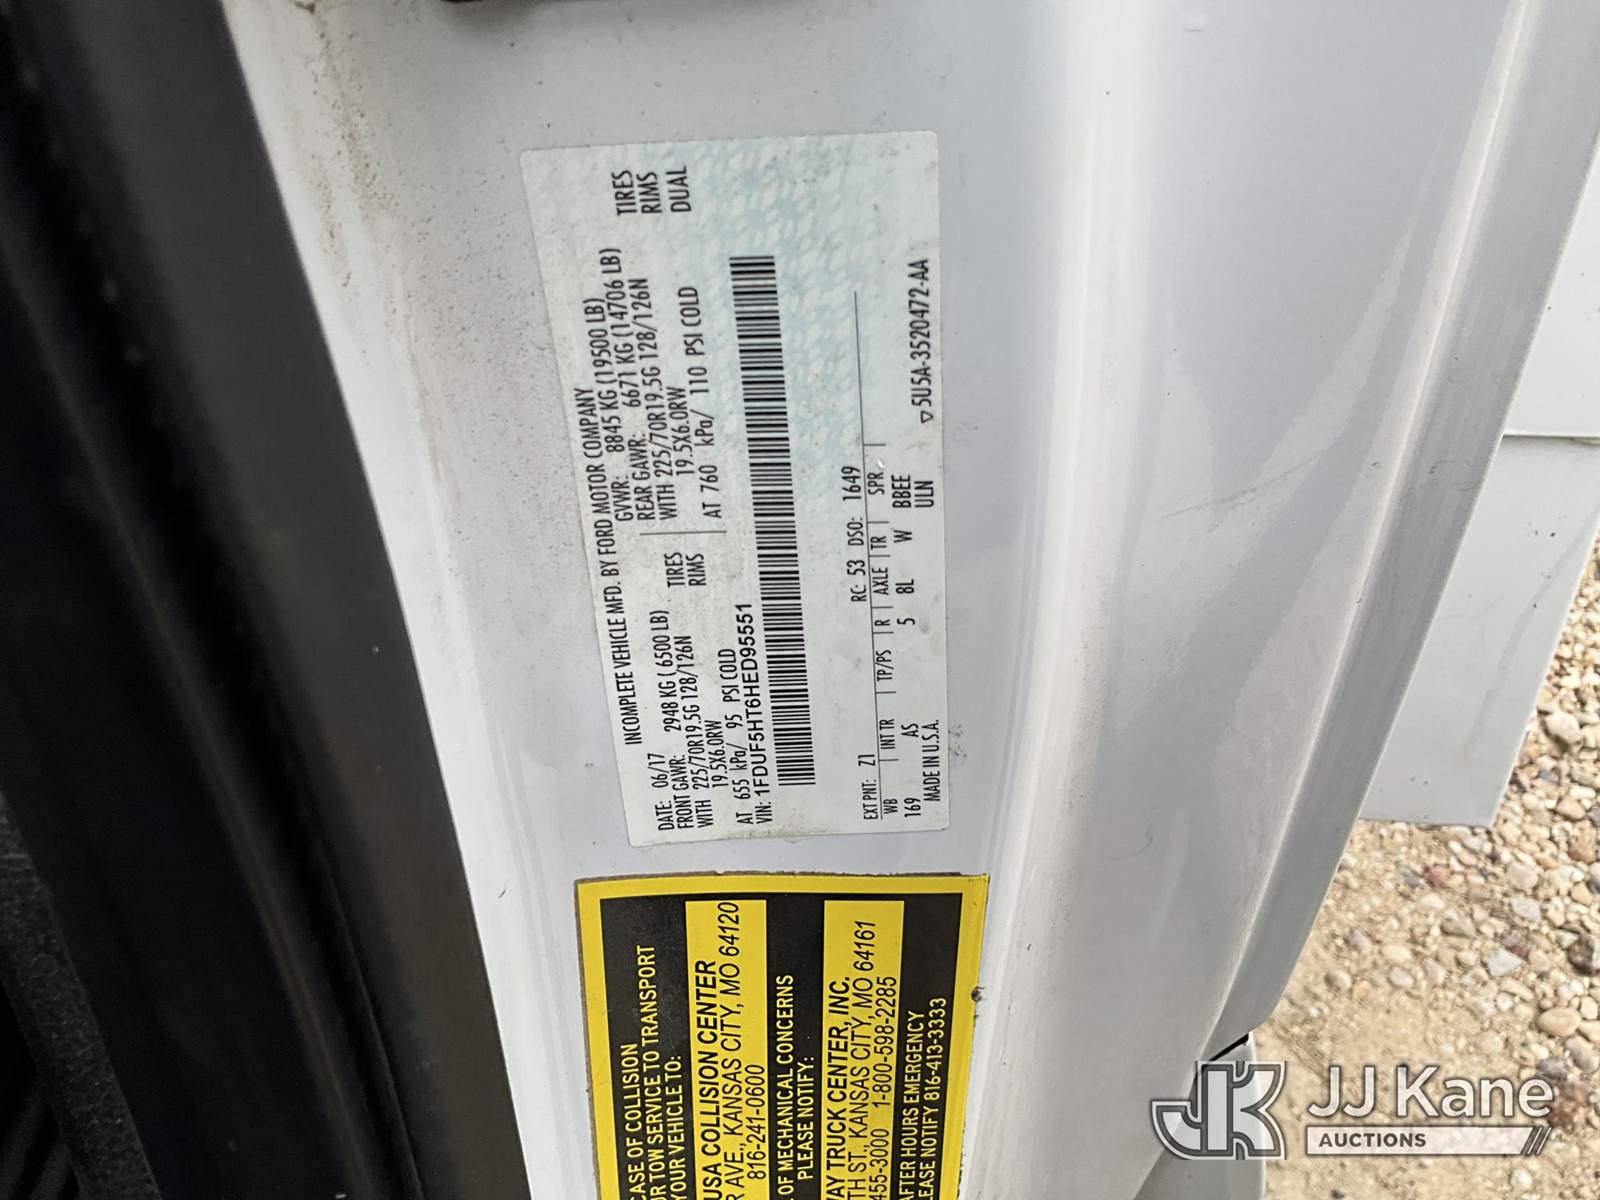 INCOMPLETE VEHICLE MFD. BY FORD MOTOR COMPANY
DATE: 06/17 GVWR: 8845 KG (19500 LB)
FRONT GAWR: 2948 KG ( 6500 LB) REAR GAWR: 6671 KG (14706 LB)
WITH 225/70R19.5G 128/126N TIRES WITH 225/70R19.5G 128/126N TIRES
19.5X6.0RW RIMS 19.5X6.0RW RIMS
AT 655 kPa/ 95 PSI COLD AT 760 kPa/ 110 PSI COLD DUAL
VIN: 1FDUF5HT6HED95551
EXT PNT: Z1 RC: 53 DSO: 1649
WB INT TR TP/PS R AXLE TR SPR
169 AS 5 8L W BBEE
MADE IN U.S.A. ULN
▽5U5A-3520472-AA
CASE OF COLLISION
TOW SERVICE TO TRANSPORT
YOUR VEHICLE TO:
USA COLLISION CENTER
AVE., KANSAS CITY, MO 64120
816-241-0600
OF MECHANICAL CONCERNS
PLEASE NOTIFY:
WAY TRUCK CENTER, INC.
TH ST, KANSAS CITY, MO 64161
455-3000 1-800-598-2285
AFTER HOURS EMERGENCY
NOTIFY 816-413-3333
JJ Kane
AUCTIONS